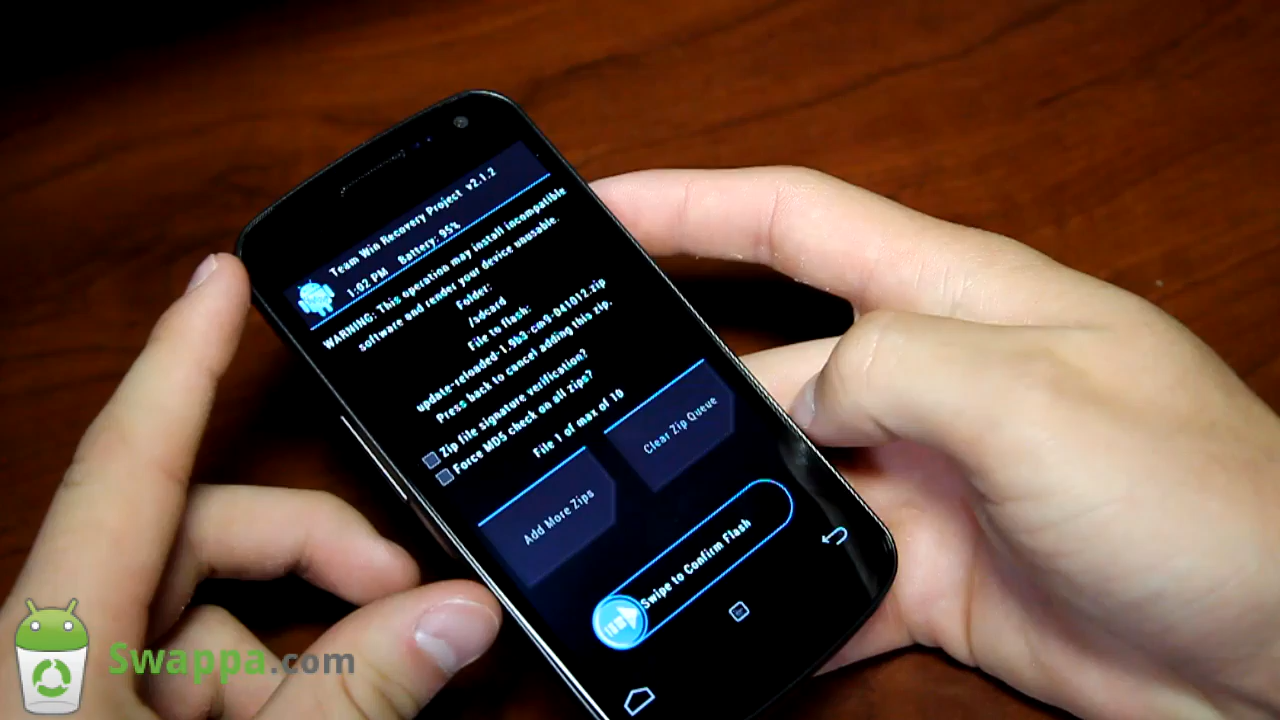 Team Win Recovery Project v2.1.2
1:02 PM Battery: 95%
WARNING: This operation may install incompatible
software and render your device unusable.
Folder:
/sdcard
File to flash:
update-reloaded-1.9b3-cm9-041012.zip
Press back to cancel adding this zip.
Zip file signature verification?
Force MD5 check on all zips?
File 1 of max of 10
Add More Zips
Clear Zip Queue
Swipe to Confirm Flash
Swappa.com